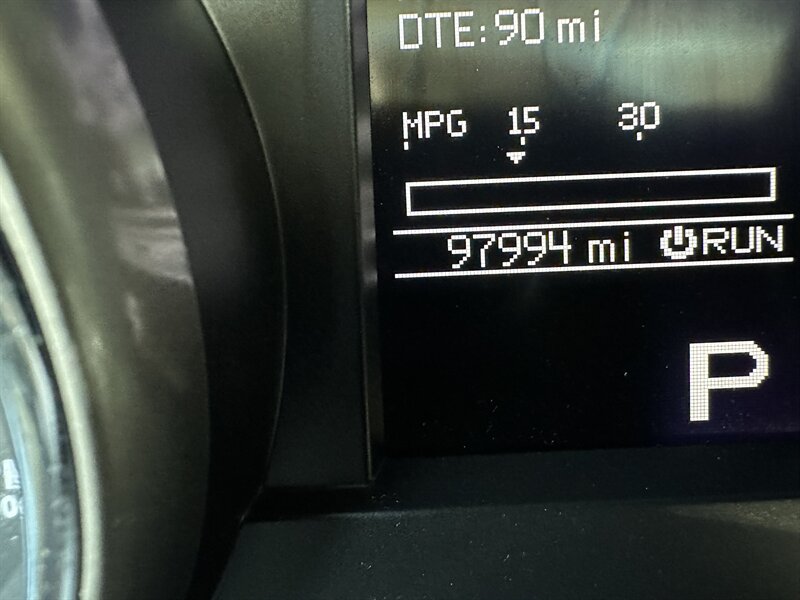 DTE: 90 mi
MPG 15 30
97994 mi RUN
P